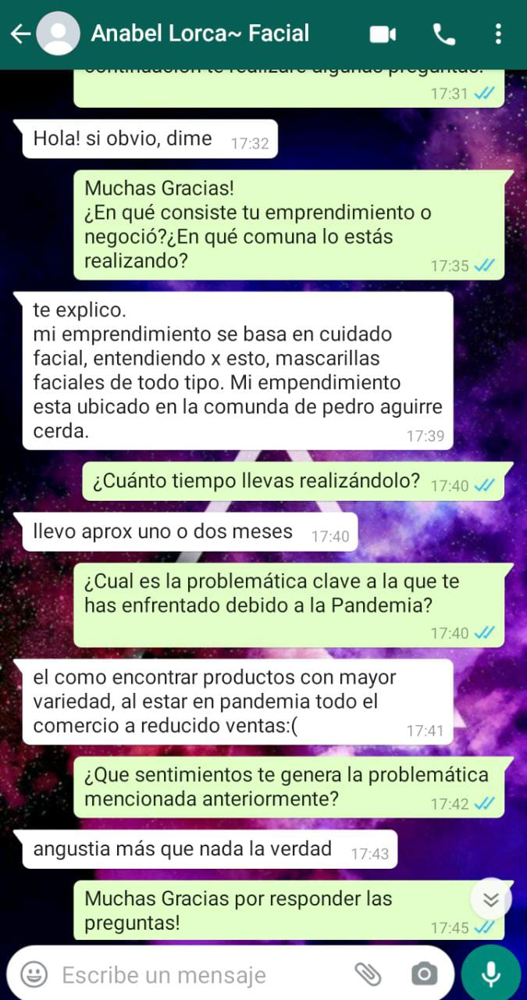 Anabel Lorca~ Facial
continuación te realizaré algunas preguntas.
17:31
Hola! si obvio, dime 17:32
Muchas Gracias!
¿En qué consiste tu emprendimiento o
negoció?¿En qué comuna lo estás
realizando?
17:35
te explico.
mi emprendimiento se basa en cuidado
facial, entendiendo x esto, mascarillas
faciales de todo tipo. Mi empendimiento
esta ubicado en la comunda de pedro aguirre
cerda.
17:39
¿Cuánto tiempo llevas realizándolo? 17:40
llevo aprox uno o dos meses 17:40
¿Cual es la problemática clave a la que te
has enfrentado debido a la Pandemia?
17:40
el como encontrar productos con mayor
variedad, al estar en pandemia todo el
comercio a reducido ventas:(
17:41
¿Que sentimientos te genera la problemática
mencionada anteriormente?
17:42
angustia más que nada la verdad 17:43
Muchas Gracias por responder las
preguntas!
17:45
Escribe un mensaje